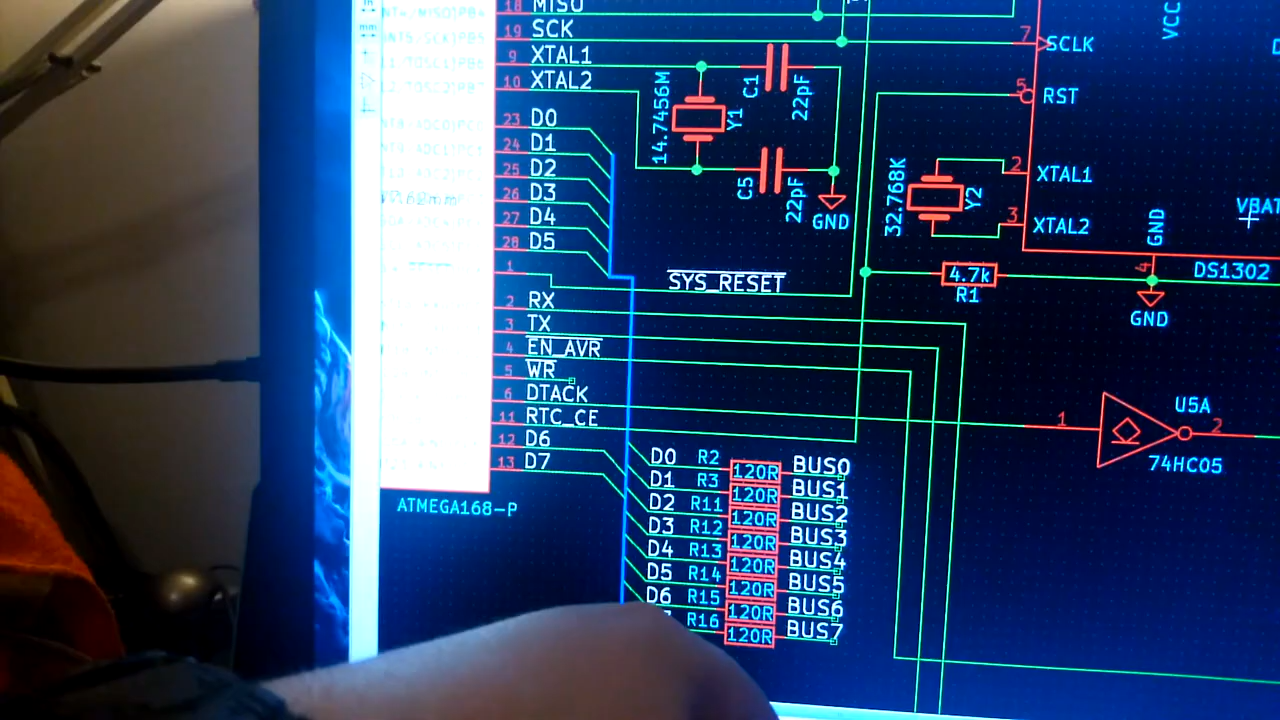 18 MISO
19 SCK
9 XTAL1
10 XTAL2
23 D0
24 D1
25 D2
26 D3
27 D4
28 D5
1
SYS_RESET
2 RX
3 TX
4 EN_AVR
5 WR
6 DTACK
11 RTC_CE
12 D6
13 D7
ATMEGA168-P
14.7456M
Y1
C1
22pF
C5
22pF
GND
7 SCLK
5 RST
2 XTAL1
3 XTAL2
32.768K
Y2
VCC
GND
4
VBAT
DS1302
4.7k
R1
GND
1
U5A
2
74HC05
D0 R2 120R BUS0
D1 R3 120R BUS1
D2 R11 120R BUS2
D3 R12 120R BUS3
D4 R13 120R BUS4
D5 R14 120R BUS5
D6 R15 120R BUS6
R16 120R BUS7
mm